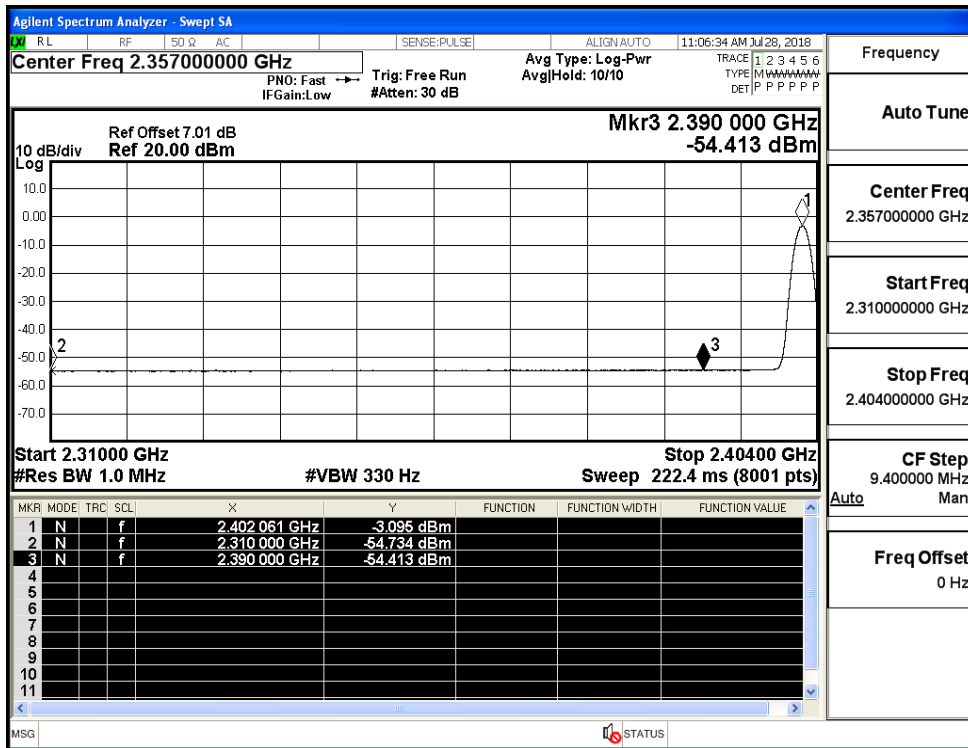 Agilent Spectrum Analyzer - Swept SA
LXI RL RF 50 Ω AC SENSE:PULSE ALIGNAUTO 11:06:34 AM Jul 28, 2018
Center Freq 2.357000000 GHz
PNO: Fast
IFGain:Low
Trig: Free Run
#Atten: 30 dB
Avg Type: Log-Pwr
Avg|Hold: 10/10
TRACE 1 2 3 4 5 6
TYPE M WWWWW
DET P P P P P P
Ref Offset 7.01 dB
10 dB/div Ref 20.00 dBm
Log
Mkr3 2.390 000 GHz
-54.413 dBm
10.0
0.00
-10.0
-20.0
-30.0
-40.0
-50.0
-60.0
-70.0
1
2
3
Start 2.31000 GHz Stop 2.40400 GHz
#Res BW 1.0 MHz #VBW 330 Hz Sweep 222.4 ms (8001 pts)
MKR MODE TRC SCL X Y FUNCTION FUNCTION WIDTH FUNCTION VALUE
1 N f 2.402 061 GHz -3.095 dBm
2 N f 2.310 000 GHz -54.734 dBm
3 N f 2.390 000 GHz -54.413 dBm
4
5
6
7
8
9
10
11
MSG STATUS
Frequency
Auto Tune
Center Freq
2.357000000 GHz
Start Freq
2.310000000 GHz
Stop Freq
2.404000000 GHz
CF Step
9.400000 MHz
Auto Man
Freq Offset
0 Hz